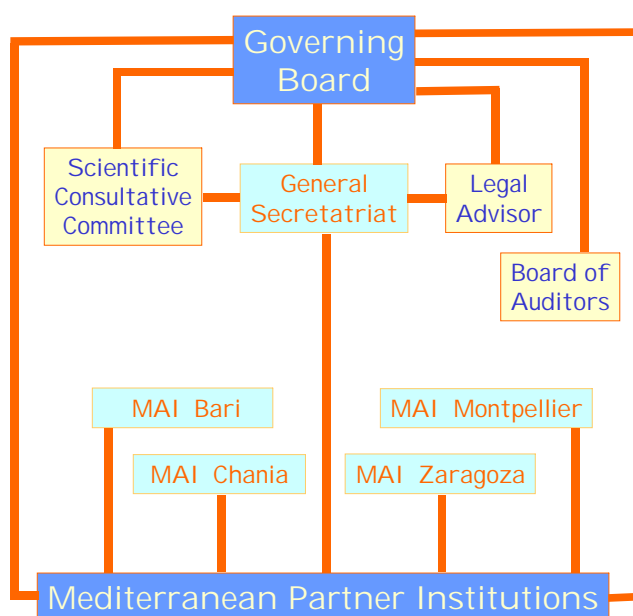 Governing
Board
Scientific
Consultative
Committee
General
Secretatriat
Legal
Advisor
Board of
Auditors
MAI Bari
MAI Montpellier
MAI Chania
MAI Zaragoza
Mediterranean Partner Institutions